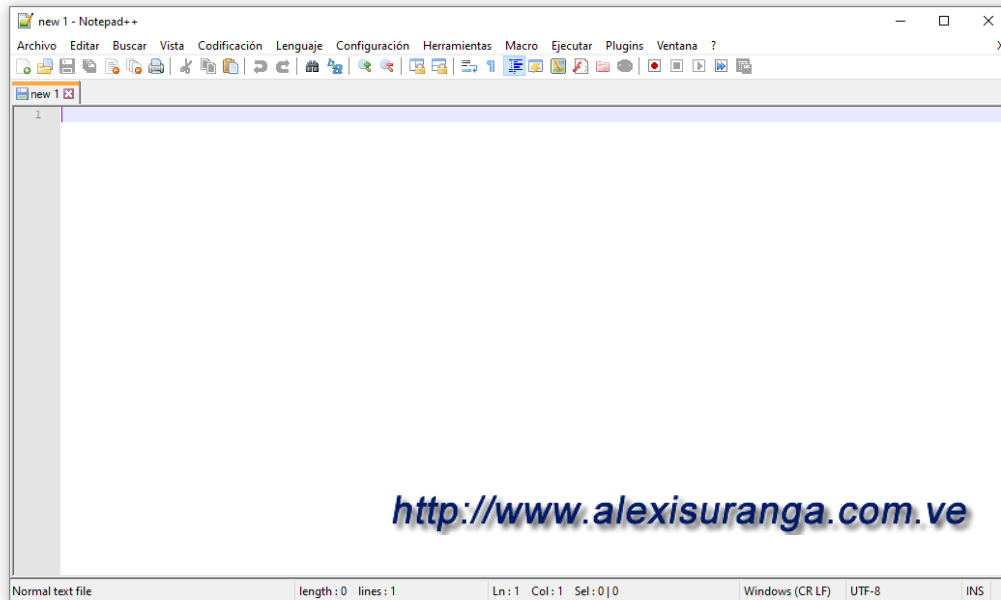 new 1 - Notepad++
Archivo Editar Buscar Vista Codificación Lenguaje Configuración Herramientas Macro Ejecutar Plugins Ventana ? X
new 1
1
http://www.alexisuranga.com.ve
Normal text file length : 0 lines : 1 Ln : 1 Col : 1 Sel : 0 | 0 Windows (CR LF) UTF-8 INS